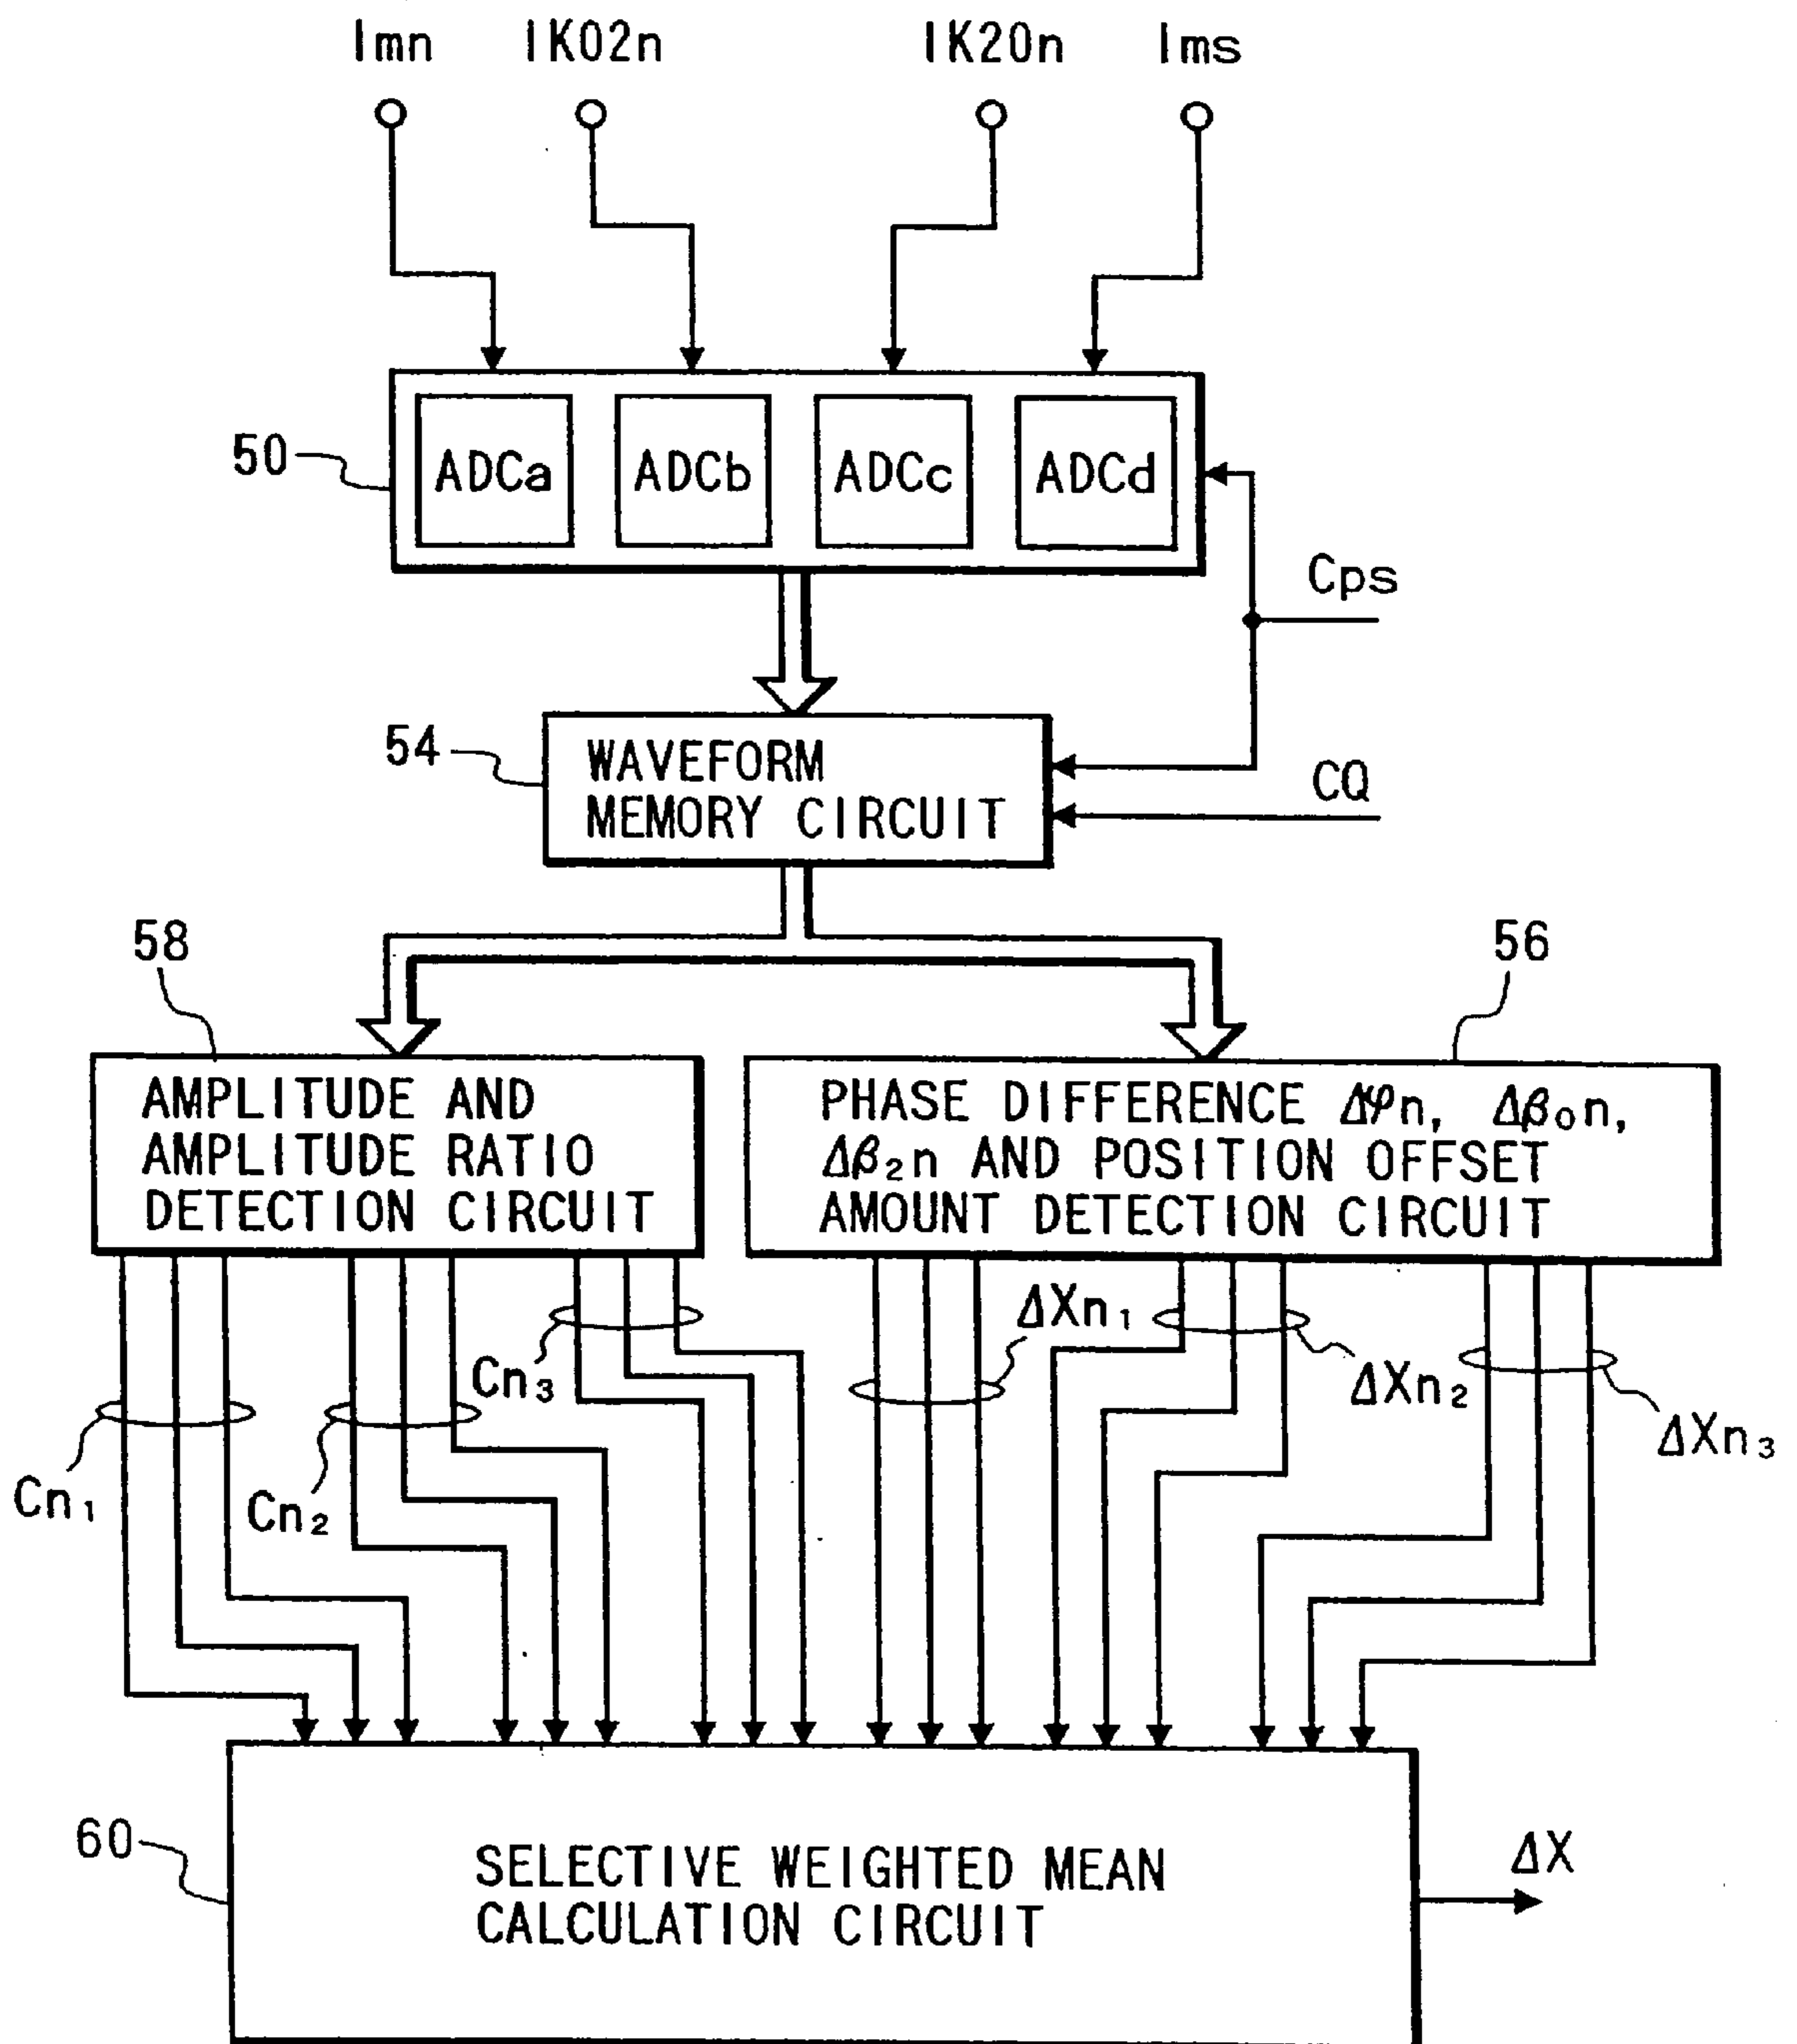 Imn IK02n IK20n Ims
50
ADCa ADCb ADCc ADCd
Cps
54
WAVEFORM
MEMORY CIRCUIT
CQ
58
56
AMPLITUDE AND
AMPLITUDE RATIO
DETECTION CIRCUIT
PHASE DIFFERENCE Δφn, Δβ₀n,
Δβ₂n AND POSITION OFFSET
AMOUNT DETECTION CIRCUIT
Cn₁
Cn₂
Cn₃
ΔXn₁
ΔXn₂
ΔXn₃
60
SELECTIVE WEIGHTED MEAN
CALCULATION CIRCUIT
ΔX